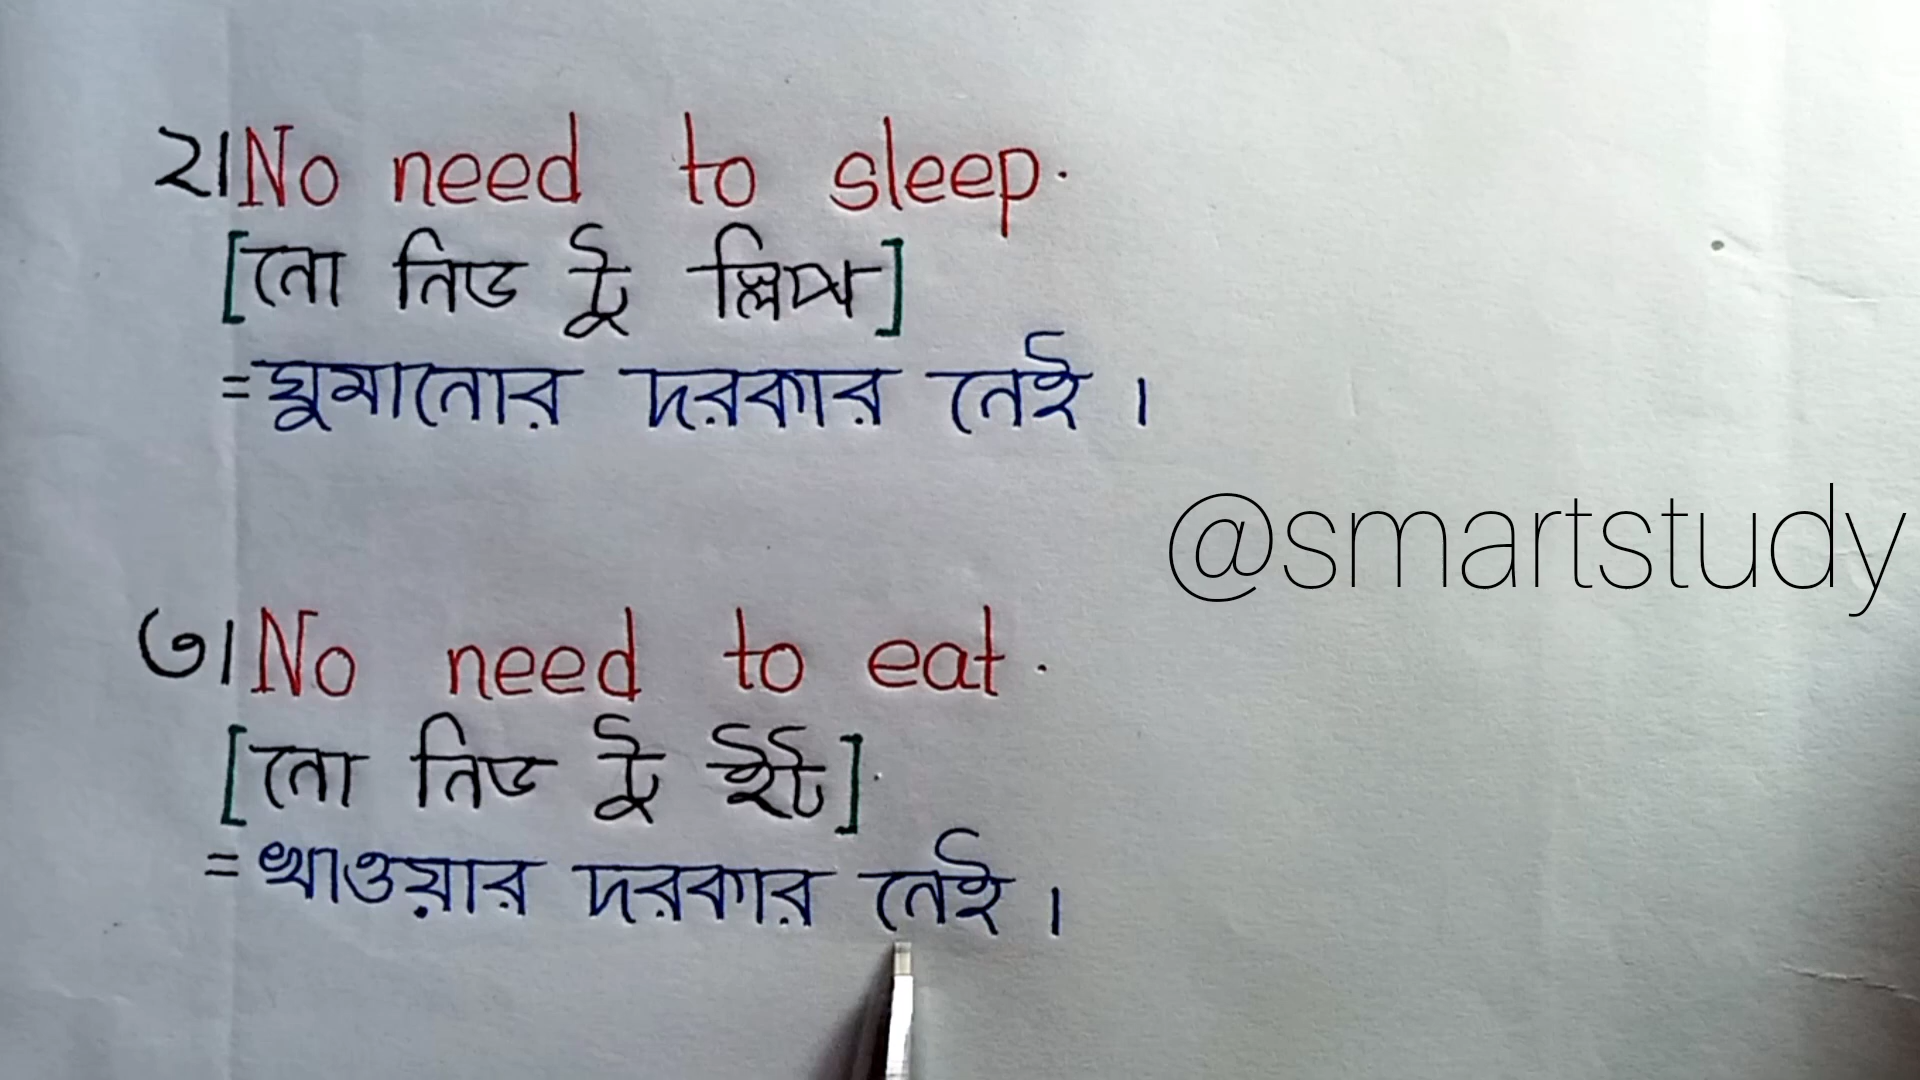 ২।No need to sleep.
[নো নিড টু স্লিপ]
=ঘুমানোর দরকার নেই ।
@smartstudy
৩।No need to eat.
[নো নিড টু ইট]
=খাওয়ার দরকার নেই ।